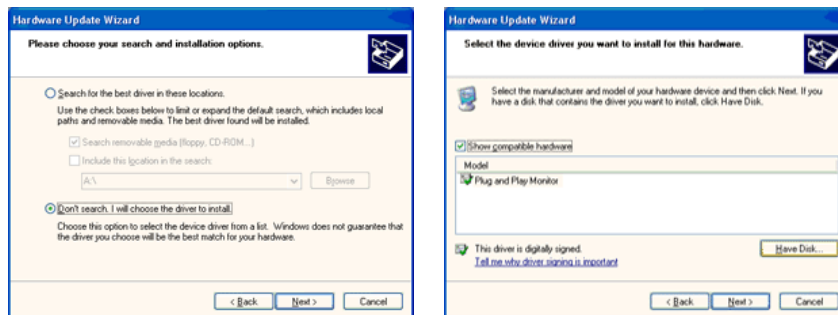 Hardware Update Wizard
Please choose your search and installation options.
Search for the best driver in these locations.
Use the check boxes below to limit or expand the default search, which includes local
paths and removable media. The best driver found will be installed.
Search removable media (floppy, CD-ROM...)
Include this location in the search:
A:\
Browse
Don't search. I will choose the driver to install.
Choose this option to select the device driver from a list. Windows does not guarantee that
the driver you choose will be the best match for your hardware.
< Back
Next >
Cancel
Hardware Update Wizard
Select the device driver you want to install for this hardware.
Select the manufacturer and model of your hardware device and then click Next. If you
have a disk that contains the driver you want to install, click Have Disk.
Show compatible hardware
Model
Plug and Play Monitor
This driver is digitally signed.
Tell me why driver signing is important
Have Disk...
< Back
Next >
Cancel